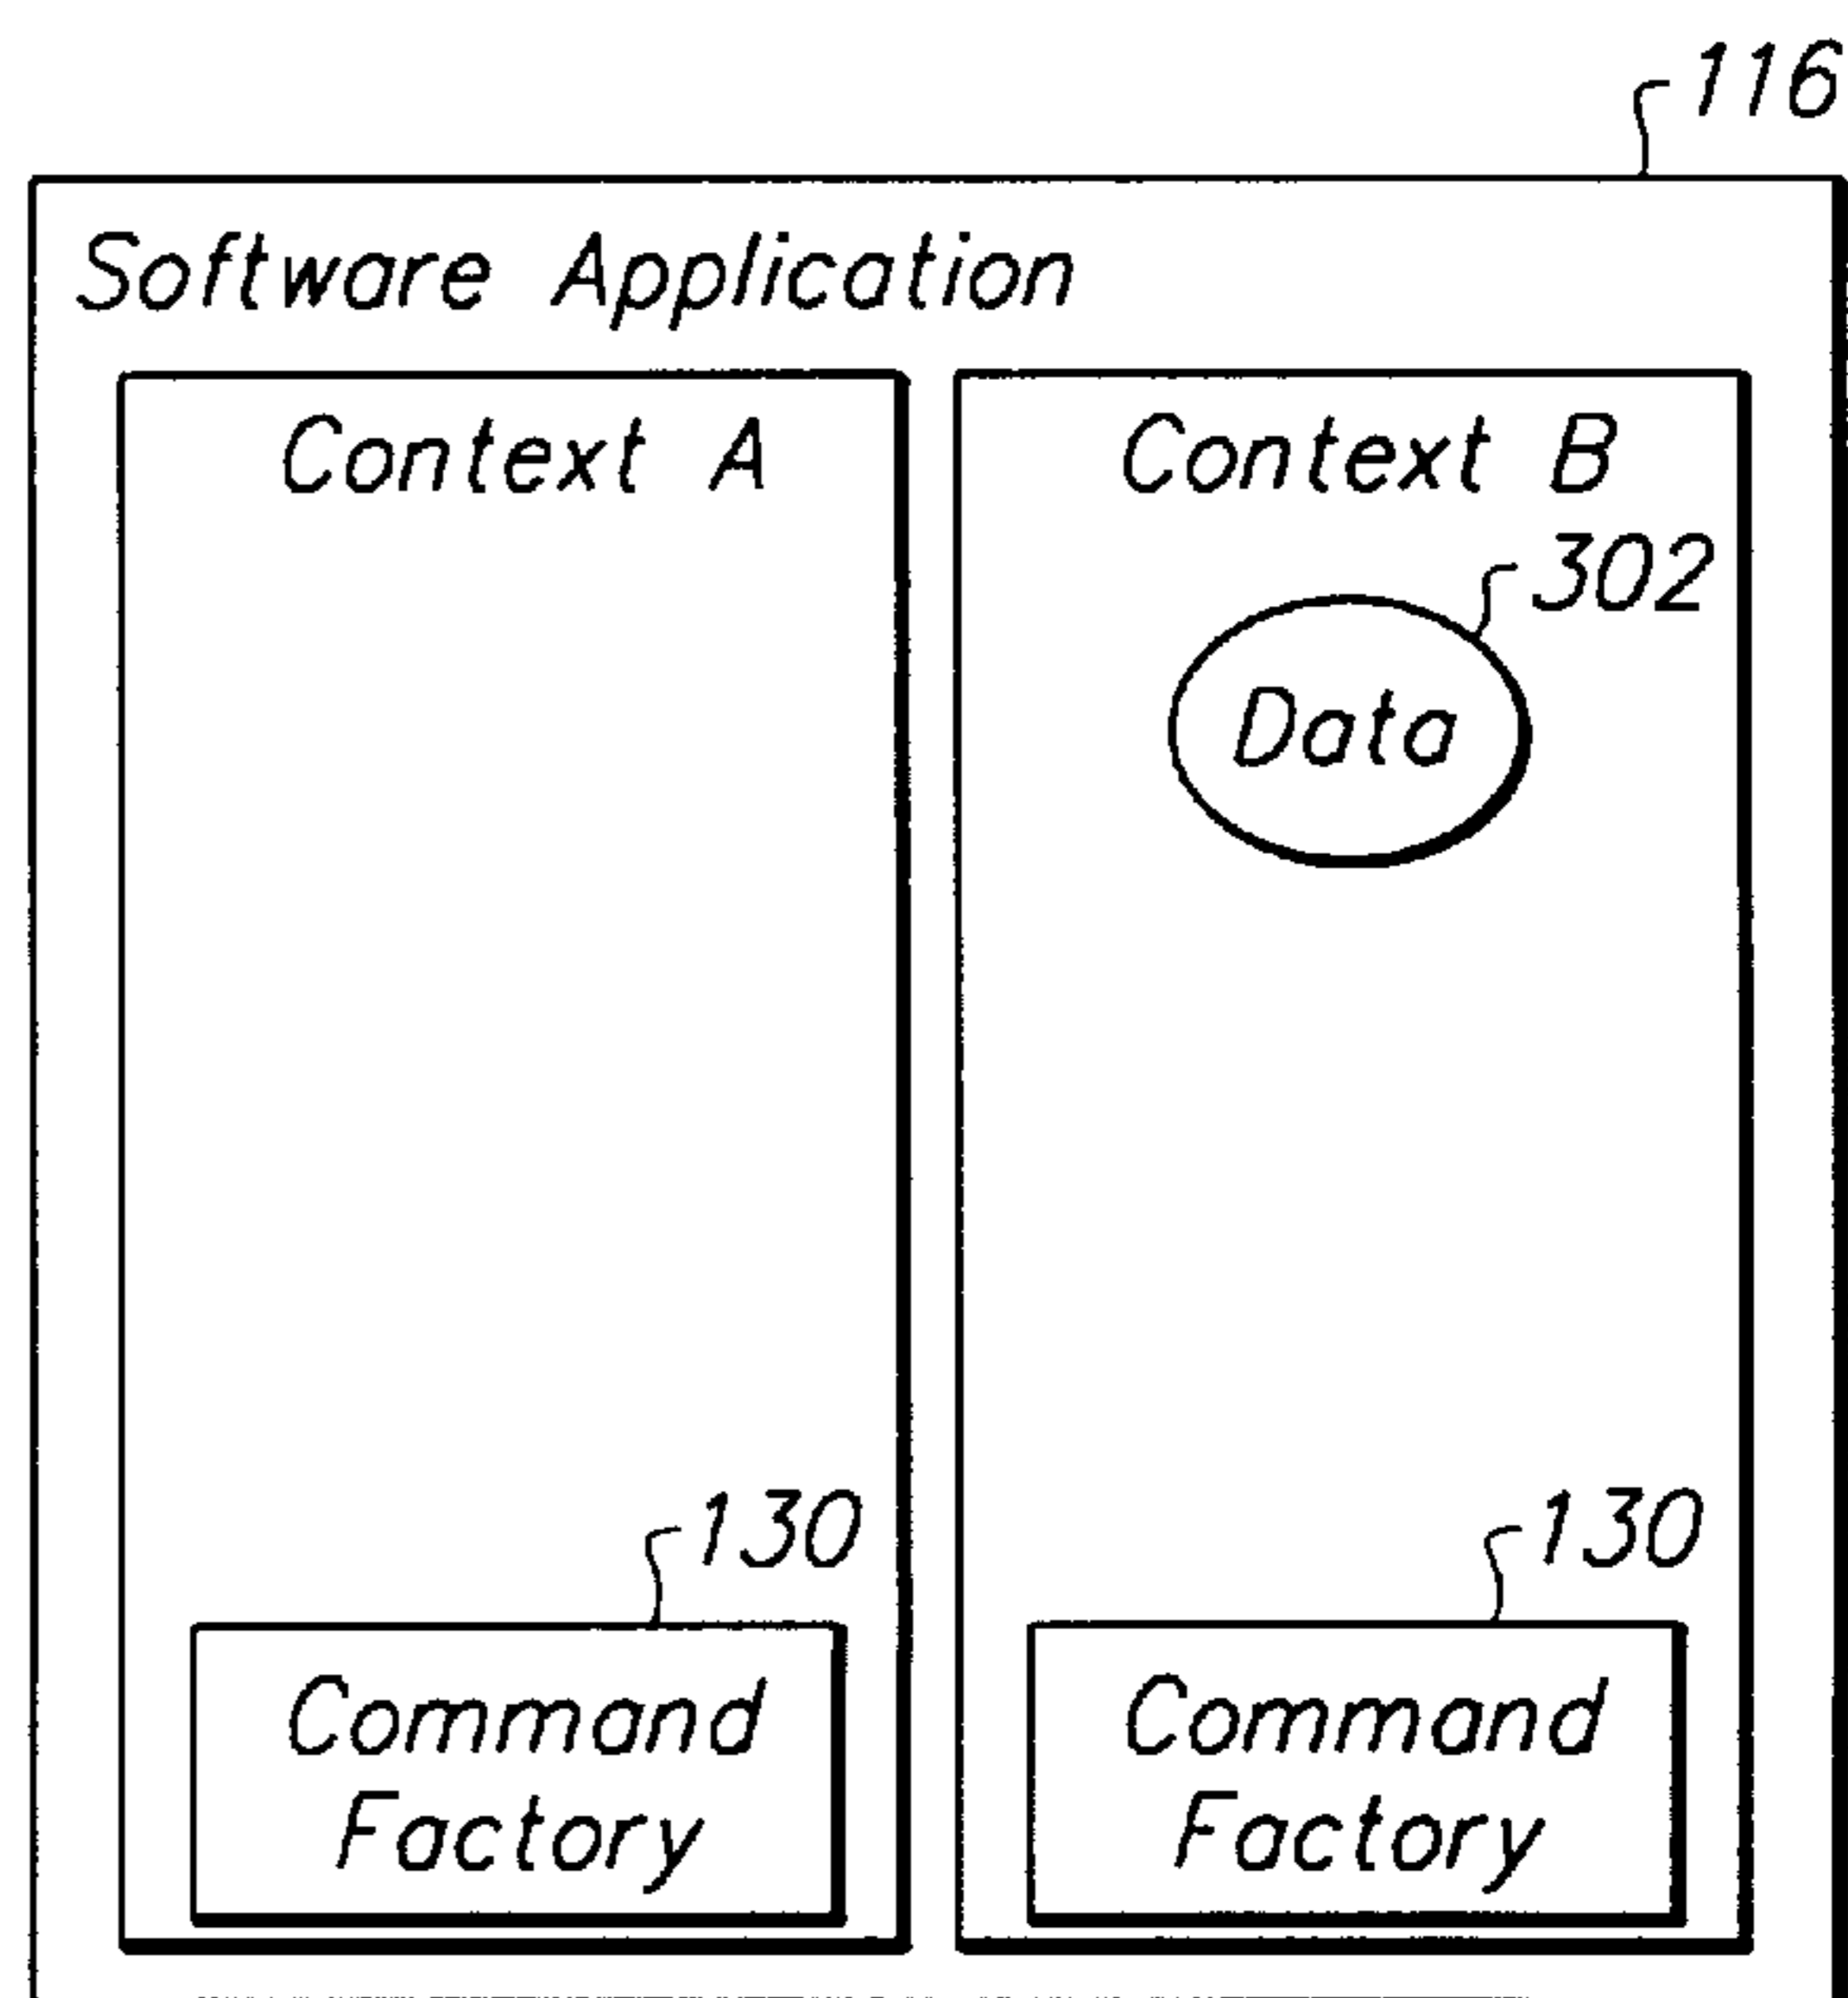 116
Software Application
Context A
Context B
302
Data
130
130
Command
Factory
Command
Factory